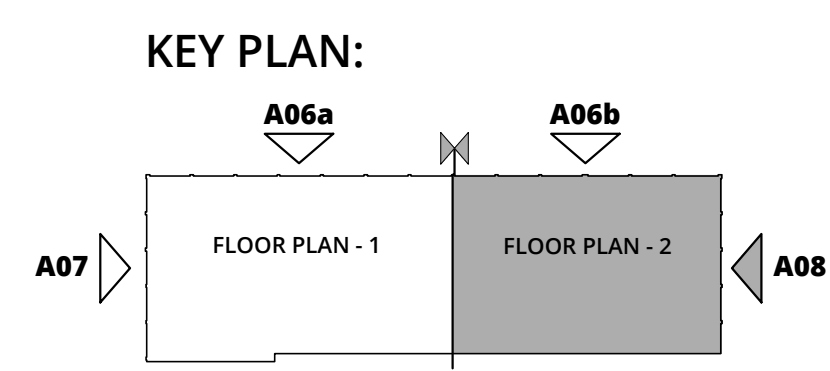 KEY PLAN:
A06a
A06b
FLOOR PLAN - 1
FLOOR PLAN - 2
A07
A08